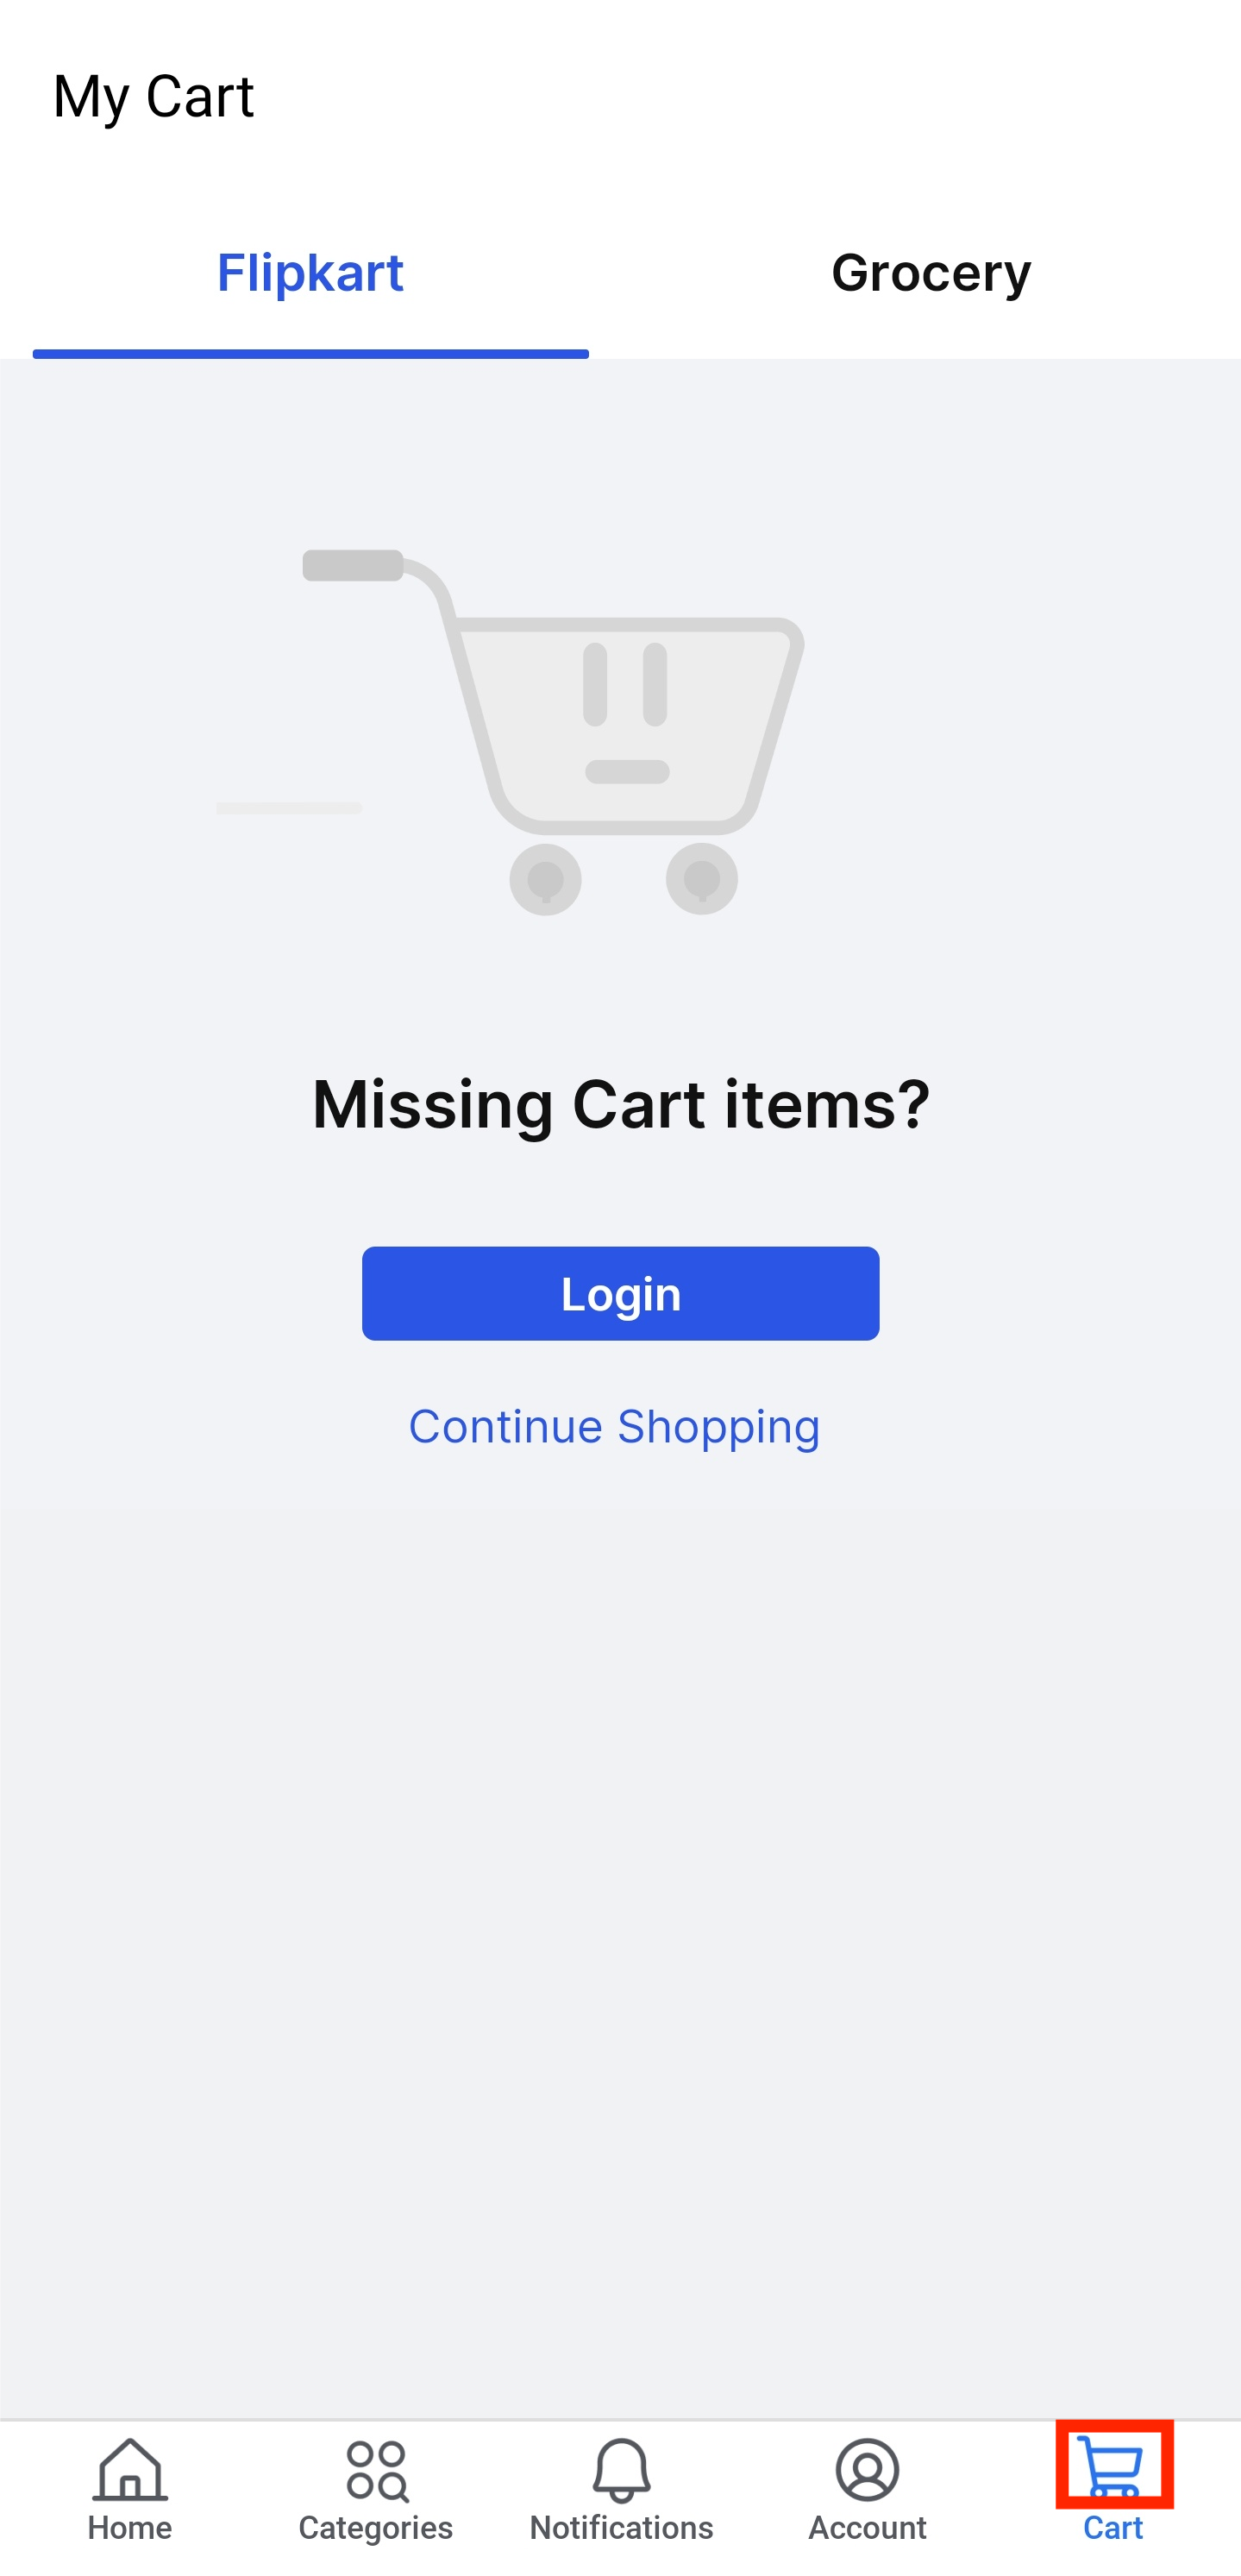 My Cart
Flipkart
Grocery
Missing Cart items?
Login
Continue Shopping
Home
Categories
Notifications
Account
Cart